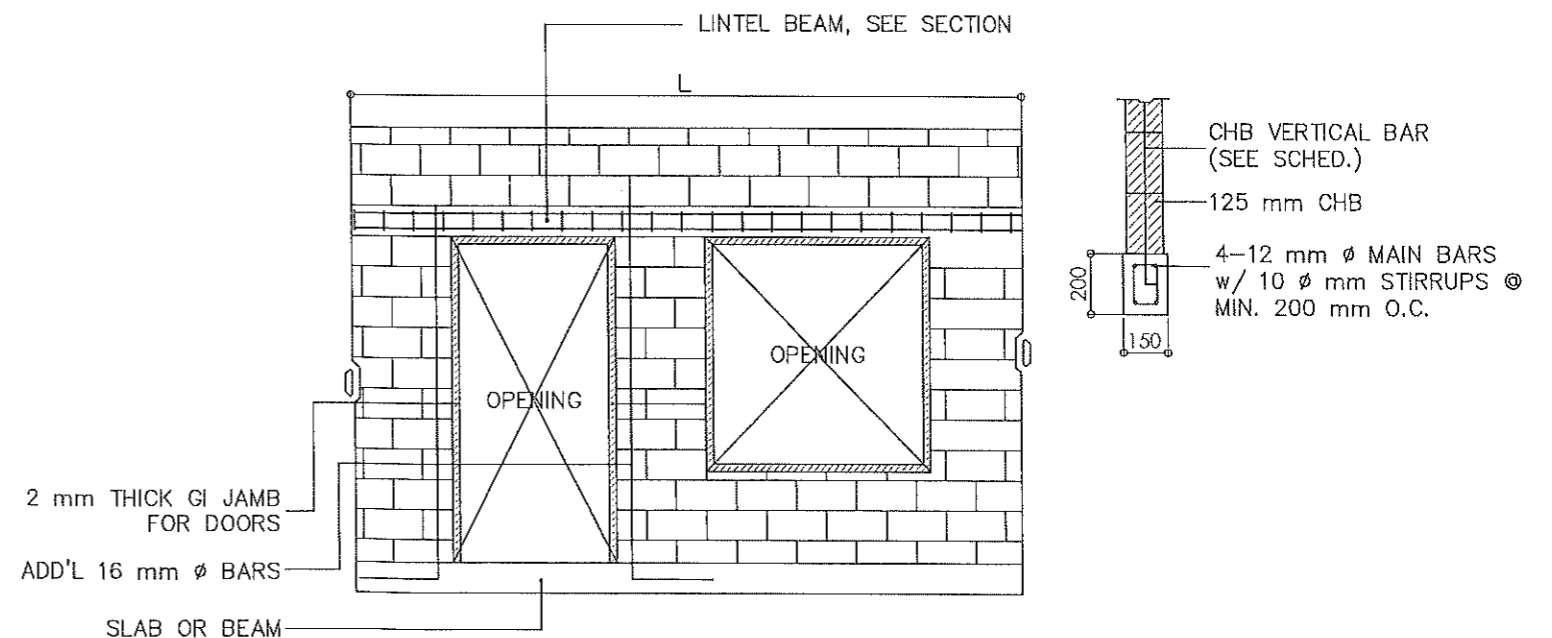 LINTEL BEAM, SEE SECTION
L
CHB VERTICAL BAR
(SEE SCHED.)
125 mm CHB
4-12 mm Ø MAIN BARS
w/ 10 Ø mm STIRRUPS @
MIN. 200 mm O.C.
200
150
OPENING
OPENING
2 mm THICK GI JAMB
FOR DOORS
ADD'L 16 mm Ø BARS
SLAB OR BEAM